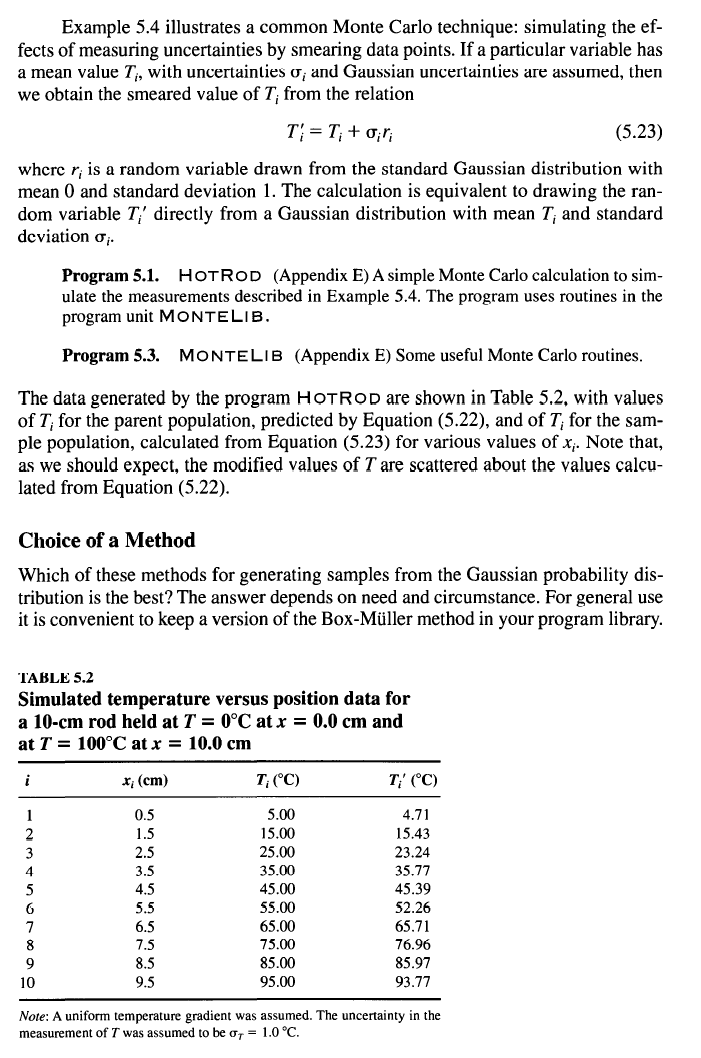 Example 5.4 illustrates a common Monte Carlo technique: simulating the ef-
fects of measuring uncertainties by smearing data points. If a particular variable has
a mean value Tᵢ, with uncertainties σᵢ and Gaussian uncertainties are assumed, then
we obtain the smeared value of Tᵢ from the relation
Tᵢ′ = Tᵢ + σᵢrᵢ (5.23)
where rᵢ is a random variable drawn from the standard Gaussian distribution with
mean 0 and standard deviation 1. The calculation is equivalent to drawing the ran-
dom variable Tᵢ′ directly from a Gaussian distribution with mean Tᵢ and standard
deviation σᵢ.
Program 5.1. HOTROD (Appendix E) A simple Monte Carlo calculation to sim-
ulate the measurements described in Example 5.4. The program uses routines in the
program unit MONTELIB.
Program 5.3. MONTELIB (Appendix E) Some useful Monte Carlo routines.
The data generated by the program HOTROD are shown in Table 5.2, with values
of Tᵢ for the parent population, predicted by Equation (5.22), and of Tᵢ for the sam-
ple population, calculated from Equation (5.23) for various values of xᵢ. Note that,
as we should expect, the modified values of T are scattered about the values calcu-
lated from Equation (5.22).
Choice of a Method
Which of these methods for generating samples from the Gaussian probability dis-
tribution is the best? The answer depends on need and circumstance. For general use
it is convenient to keep a version of the Box-Müller method in your program library.
TABLE 5.2
Simulated temperature versus position data for
a 10-cm rod held at T = 0°C at x = 0.0 cm and
at T = 100°C at x = 10.0 cm
i xᵢ (cm) Tᵢ (°C) Tᵢ′ (°C)
1 0.5 5.00 4.71
2 1.5 15.00 15.43
3 2.5 25.00 23.24
4 3.5 35.00 35.77
5 4.5 45.00 45.39
6 5.5 55.00 52.26
7 6.5 65.00 65.71
8 7.5 75.00 76.96
9 8.5 85.00 85.97
10 9.5 95.00 93.77
Note: A uniform temperature gradient was assumed. The uncertainty in the
measurement of T was assumed to be σ_T = 1.0 °C.